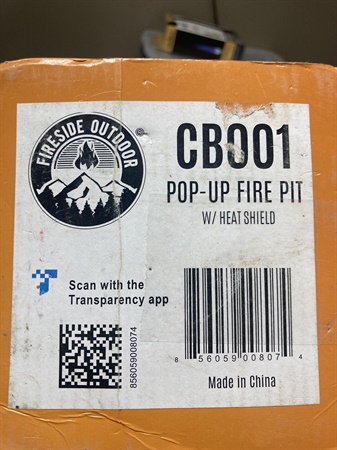 FIRESIDE OUTDOOR
CB001
POP-UP FIRE PIT
W/ HEAT SHIELD
Scan with the
Transparency app
856059008074
8 56059 00807 4
Made in China